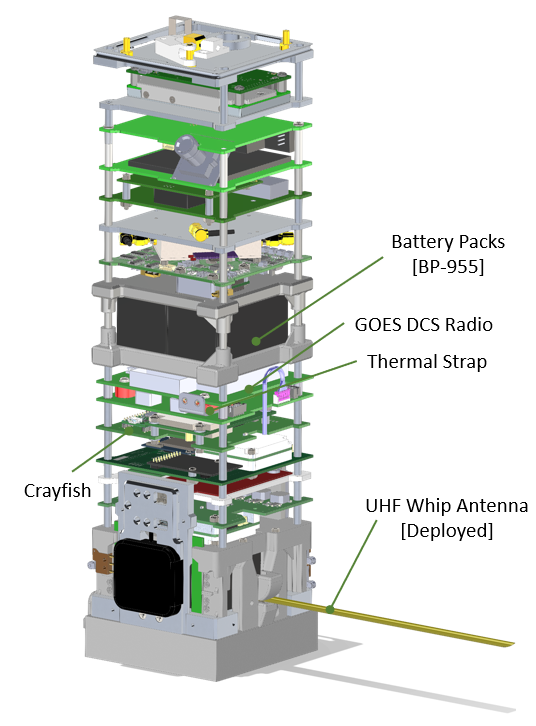 Battery Packs
[BP-955]
GOES DCS Radio
Thermal Strap
Crayfish
UHF Whip Antenna
[Deployed]